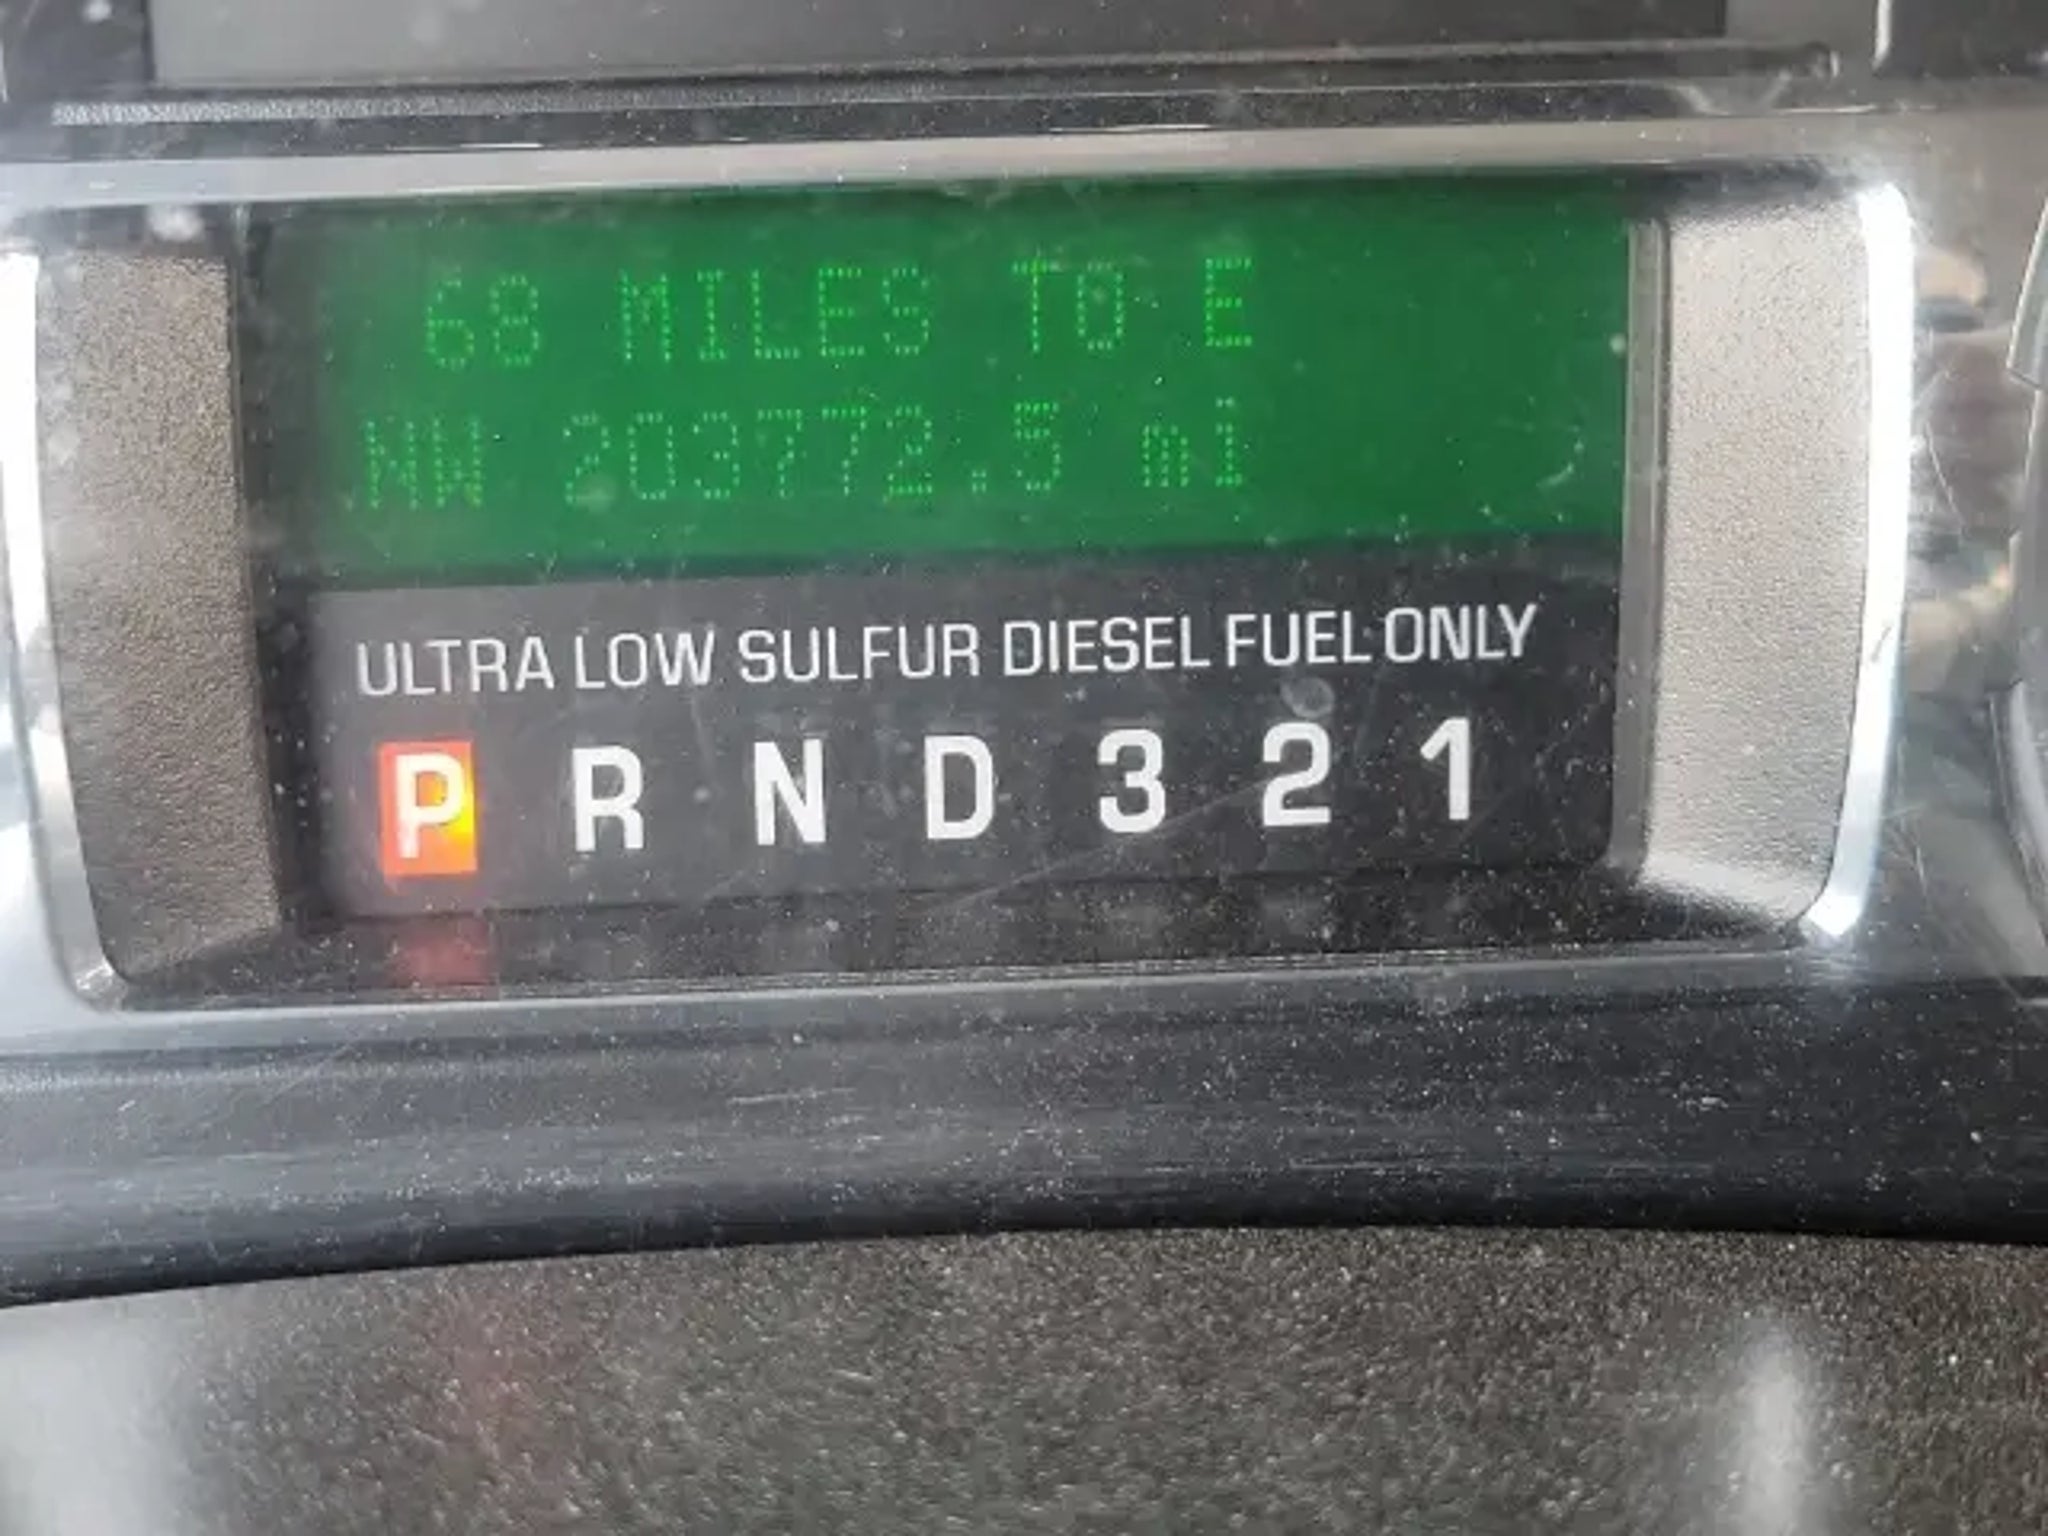 68 MILES TO E
NW 203772.5 mi
ULTRA LOW SULFUR DIESEL FUEL ONLY
P R N D 3 2 1